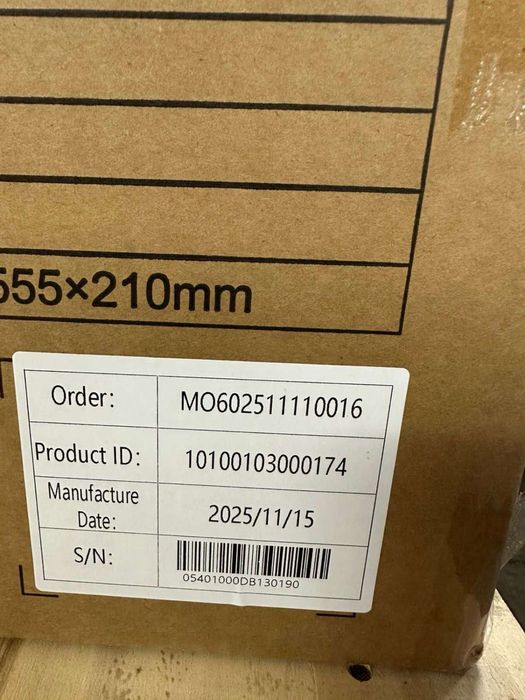 555×210mm
Order: MO602511110016
Product ID: 10100103000174
Manufacture
Date: 2025/11/15
S/N:
05401000DB130190